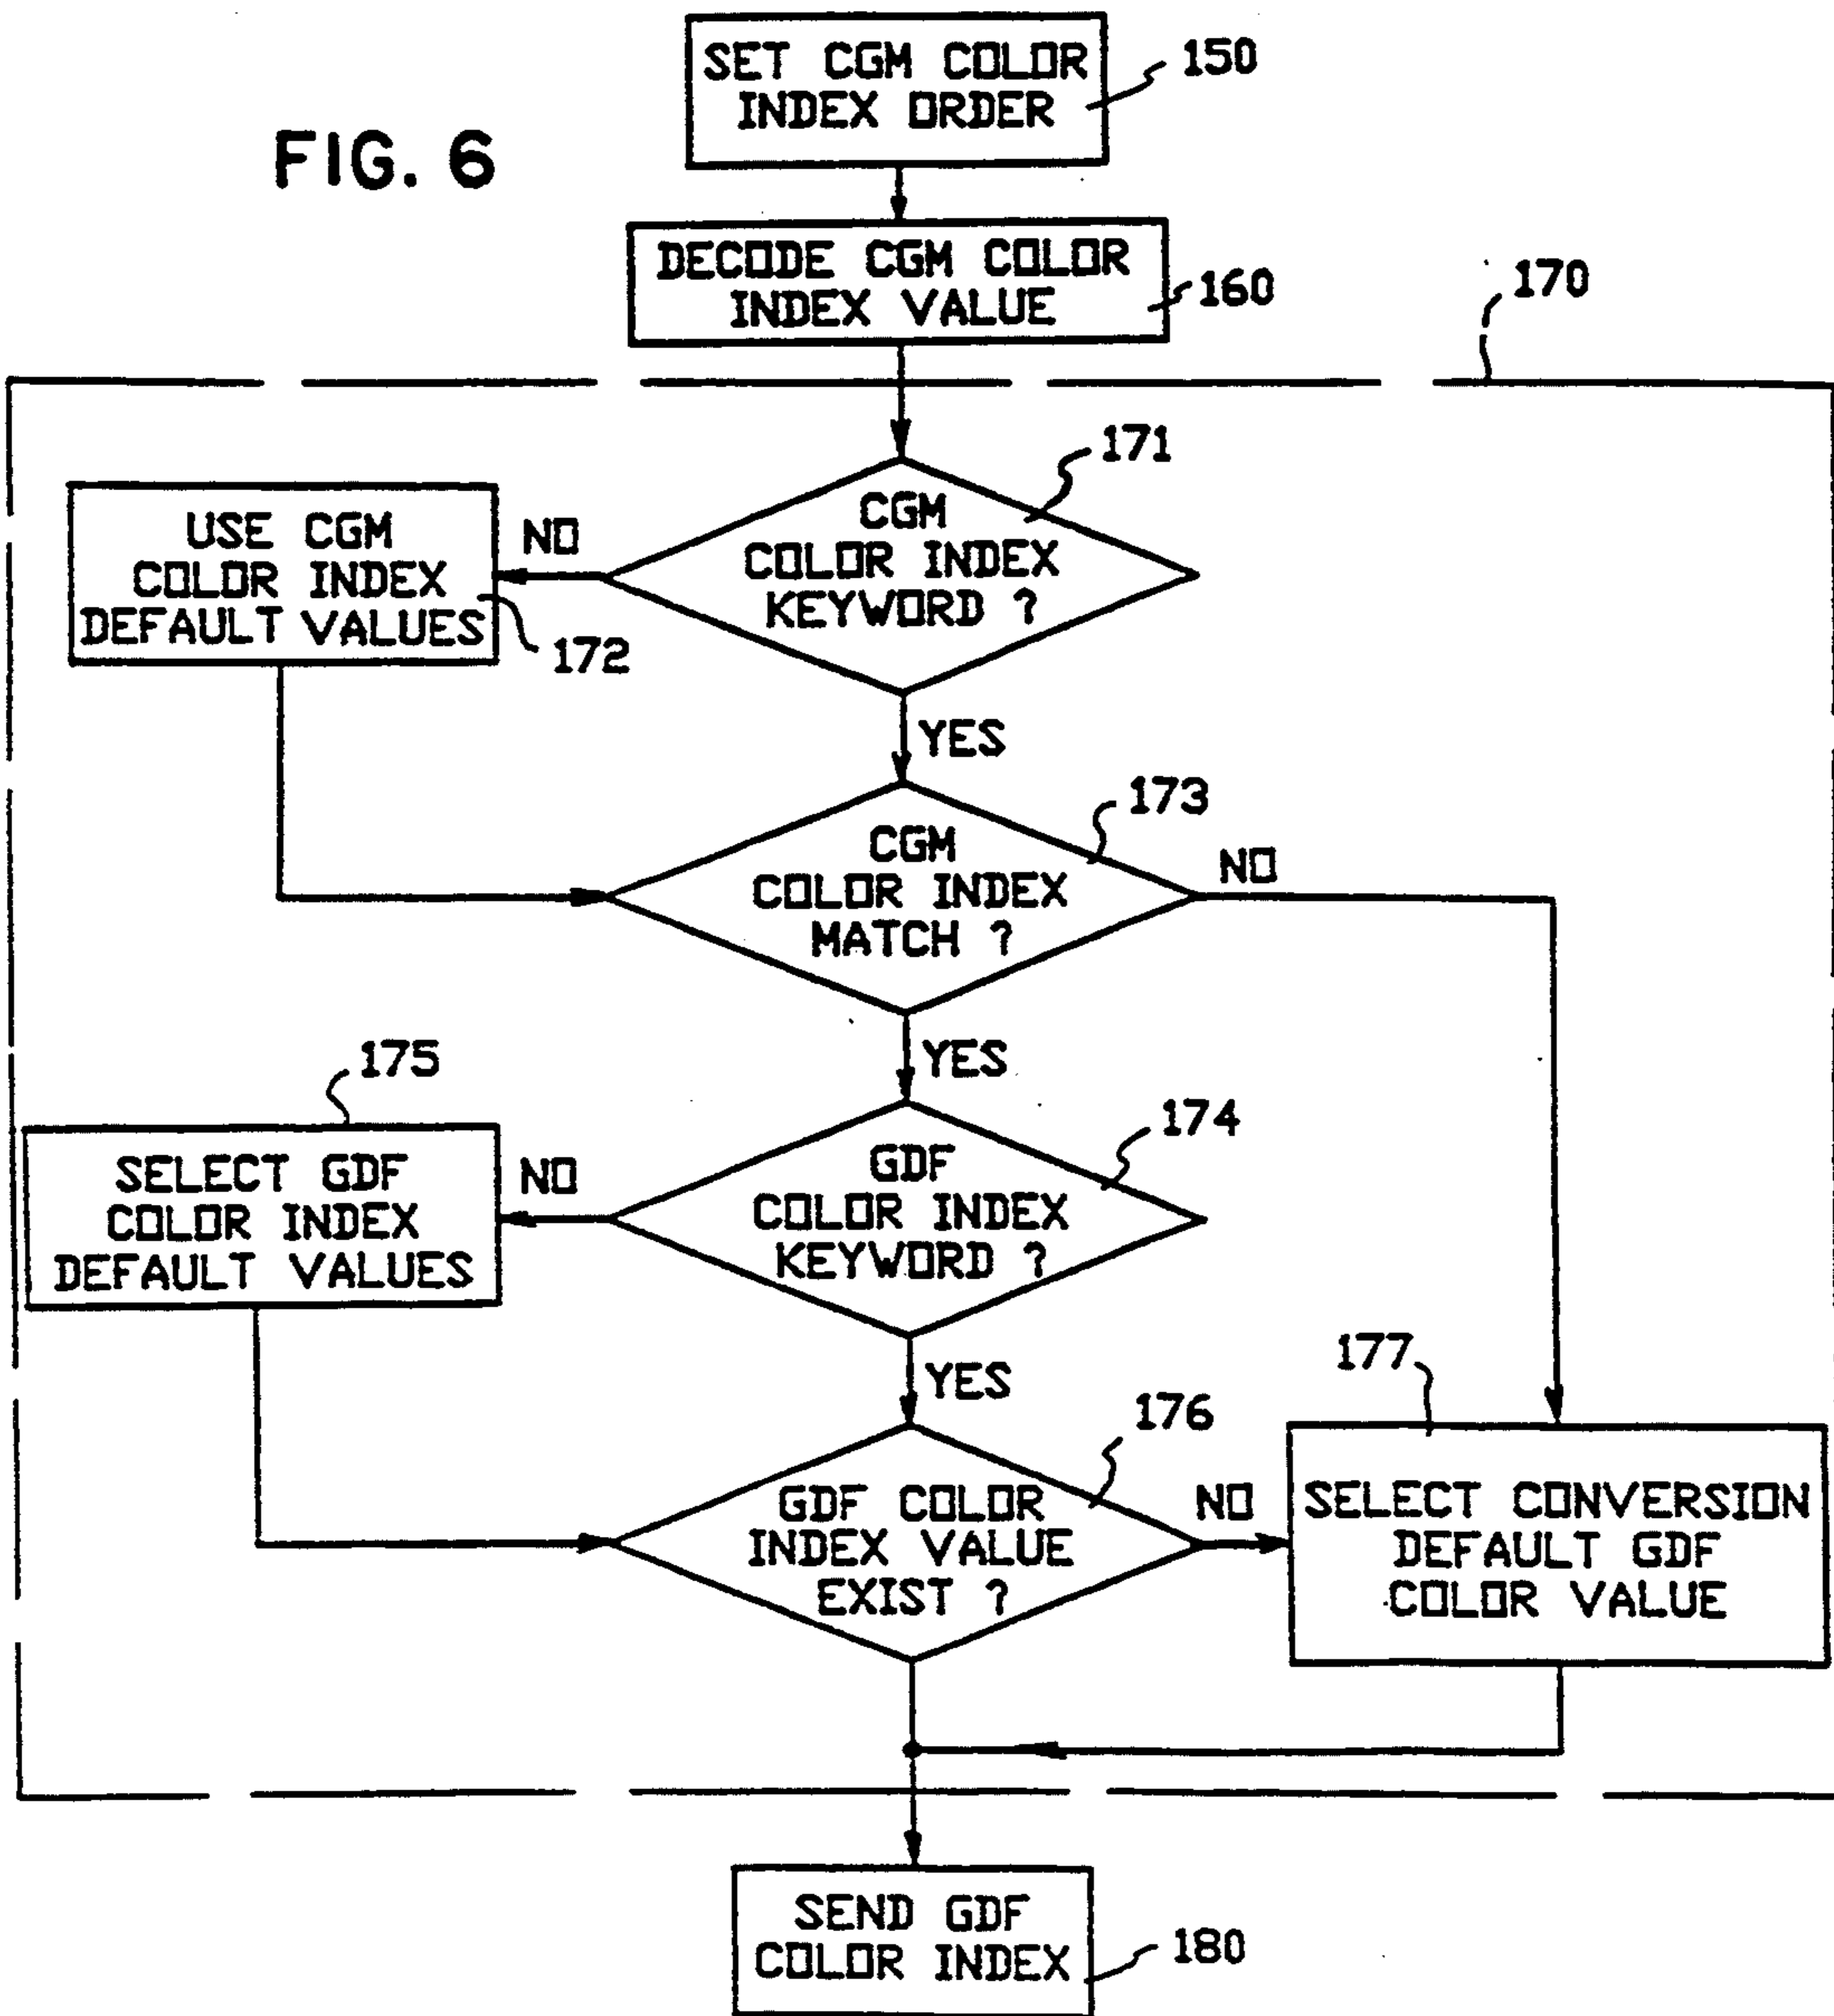 SET CGM COLOR
INDEX ORDER
150
FIG. 6
DECODE CGM COLOR
INDEX VALUE
160
170
171
CGM
COLOR INDEX
KEYWORD ?
NO
USE CGM
COLOR INDEX
DEFAULT VALUES
172
YES
173
CGM
COLOR INDEX
MATCH ?
NO
YES
175
174
GDF
COLOR INDEX
KEYWORD ?
NO
SELECT GDF
COLOR INDEX
DEFAULT VALUES
YES
177
176
GDF COLOR
INDEX VALUE
EXIST ?
NO
SELECT CONVERSION
DEFAULT GDF
COLOR VALUE
SEND GDF
COLOR INDEX
180